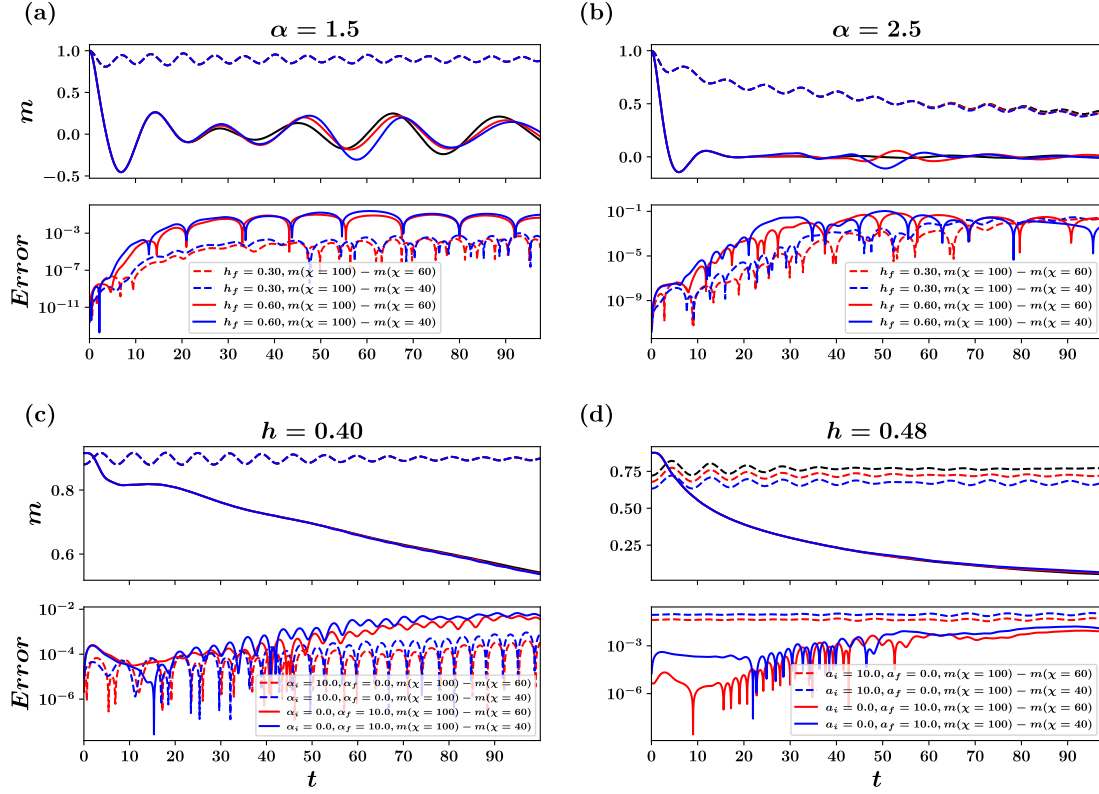 (a)
α = 1.5
m
1.0
0.5
0.0
−0.5
Error
10⁻³
10⁻⁷
10⁻¹¹
h_f = 0.30, m(χ = 100) − m(χ = 60)
h_f = 0.30, m(χ = 100) − m(χ = 40)
h_f = 0.60, m(χ = 100) − m(χ = 60)
h_f = 0.60, m(χ = 100) − m(χ = 40)
0 10 20 30 40 50 60 70 80 90
(b)
α = 2.5
1.0
0.5
0.0
10⁻¹
10⁻⁵
10⁻⁹
h_f = 0.30, m(χ = 100) − m(χ = 60)
h_f = 0.30, m(χ = 100) − m(χ = 40)
h_f = 0.60, m(χ = 100) − m(χ = 60)
h_f = 0.60, m(χ = 100) − m(χ = 40)
0 10 20 30 40 50 60 70 80 90
(c)
h = 0.40
m
0.8
0.6
Error
10⁻²
10⁻⁴
10⁻⁶
α_i = 10.0, α_f = 0.0, m(χ = 100) − m(χ = 60)
α_i = 10.0, α_f = 0.0, m(χ = 100) − m(χ = 40)
α_i = 0.0, α_f = 10.0, m(χ = 100) − m(χ = 60)
α_i = 0.0, α_f = 10.0, m(χ = 100) − m(χ = 40)
0 10 20 30 40 50 60 70 80 90
t
(d)
h = 0.48
0.75
0.50
0.25
10⁻³
10⁻⁶
a_i = 10.0, a_f = 0.0, m(χ = 100) − m(χ = 60)
a_i = 10.0, a_f = 0.0, m(χ = 100) − m(χ = 40)
a_i = 0.0, a_f = 10.0, m(χ = 100) − m(χ = 60)
a_i = 0.0, a_f = 10.0, m(χ = 100) − m(χ = 40)
0 10 20 30 40 50 60 70 80 90
t